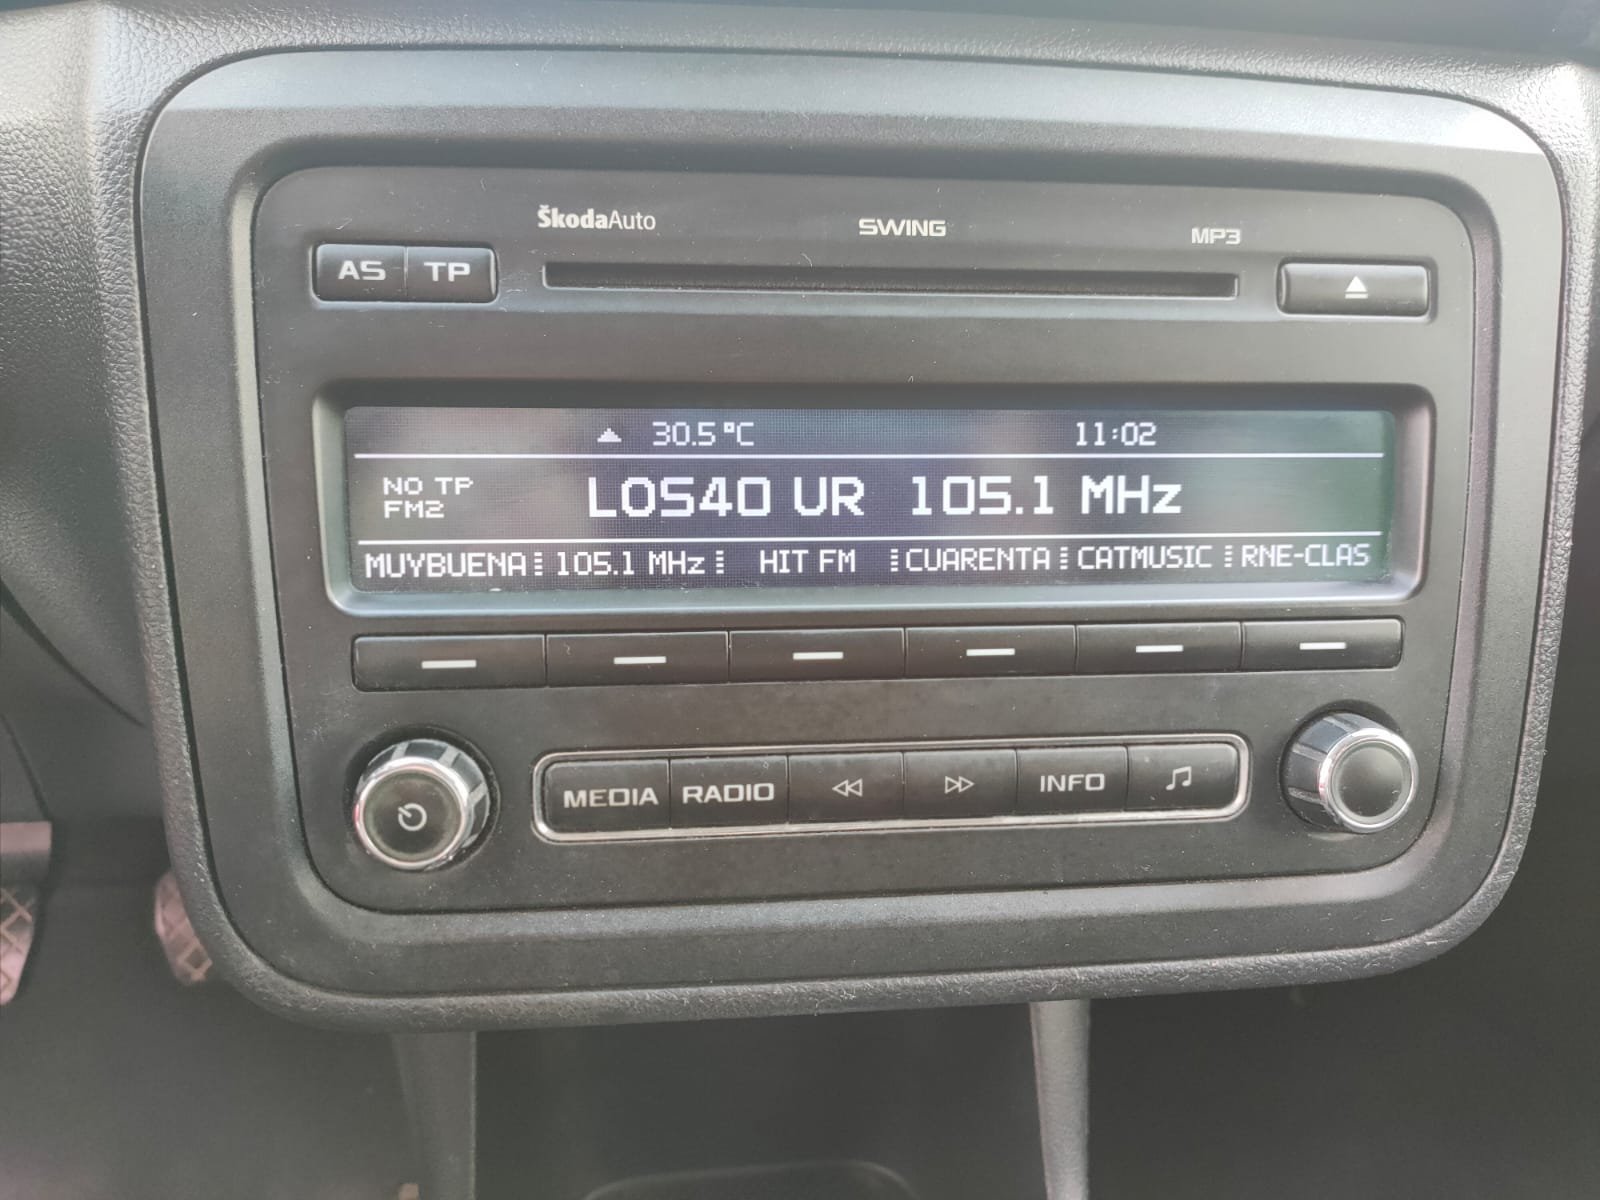 ŠkodaAuto SWING MP3
AS TP
30.5 °C 11:02
NO TP
FM2
LOS40 UR 105.1 MHz
MUYBUENA 105.1 MHz HIT FM CUARENTA CATMUSIC RNE-CLAS
MEDIA RADIO INFO